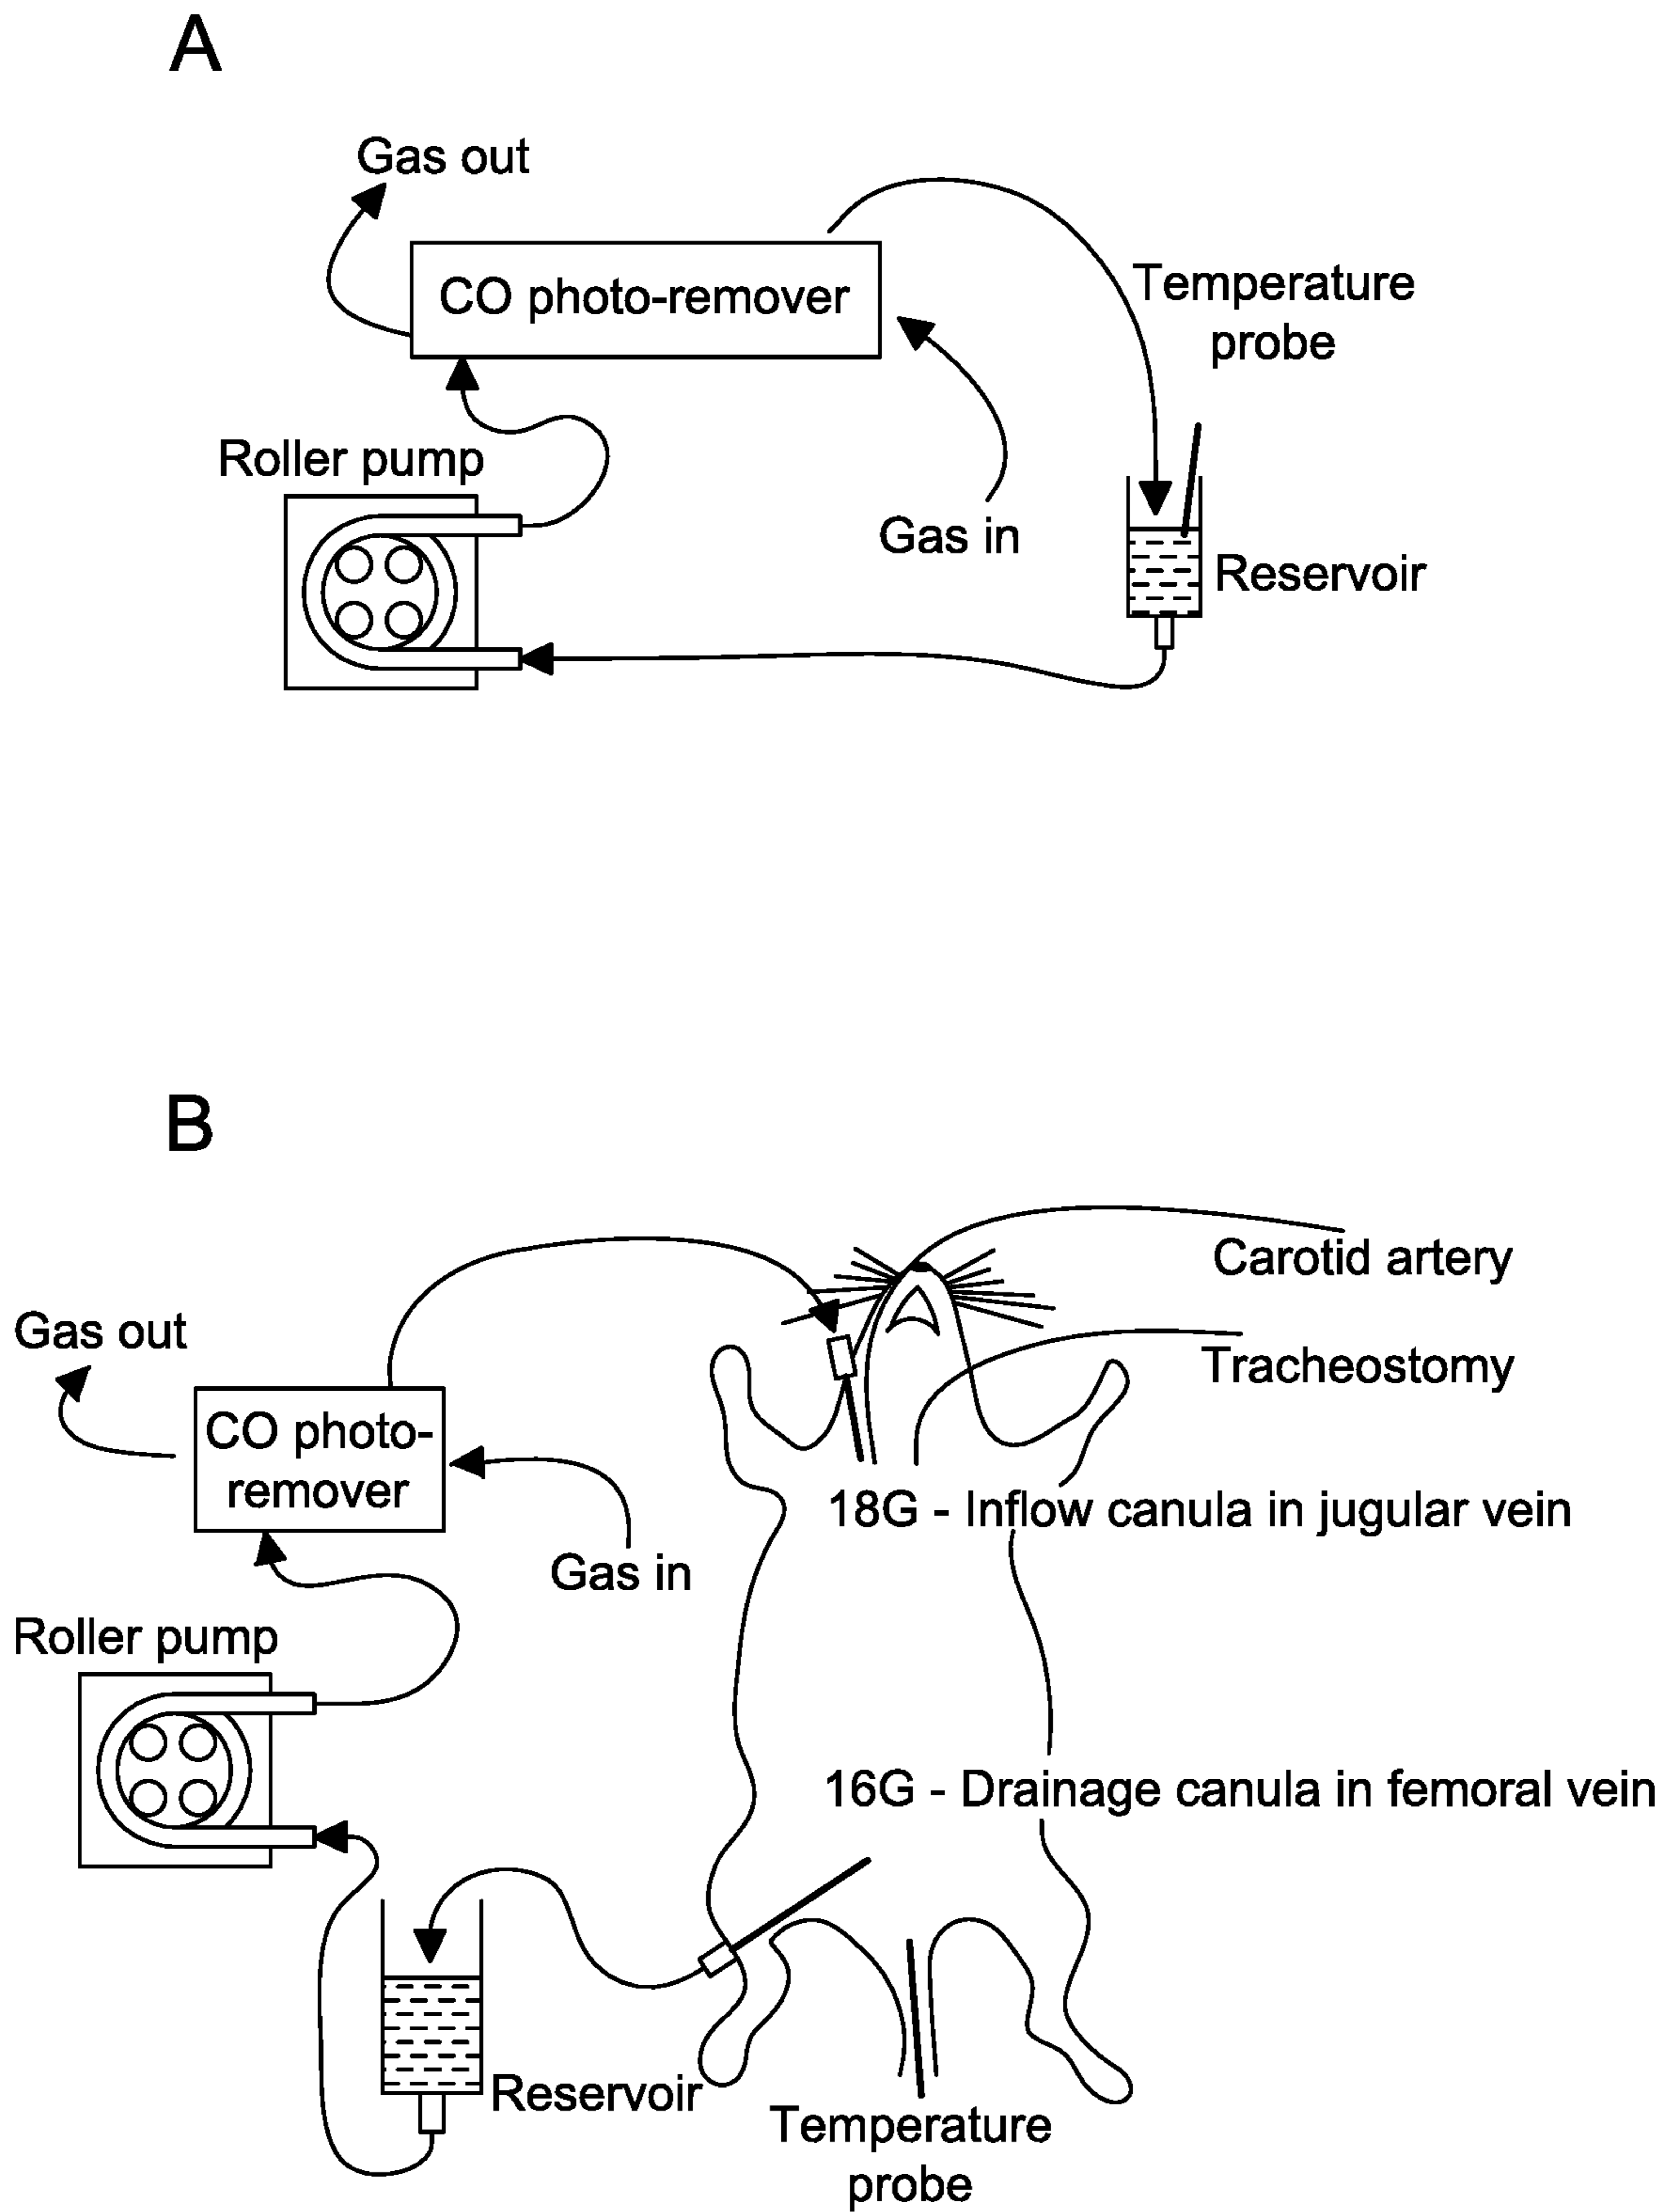 A
Gas out
CO photo-remover
Temperature
probe
Roller pump
Gas in
Reservoir
B
Carotid artery
Gas out
Tracheostomy
CO photo-
remover
18G - Inflow canula in jugular vein
Gas in
Roller pump
16G - Drainage canula in femoral vein
Reservoir
Temperature
probe